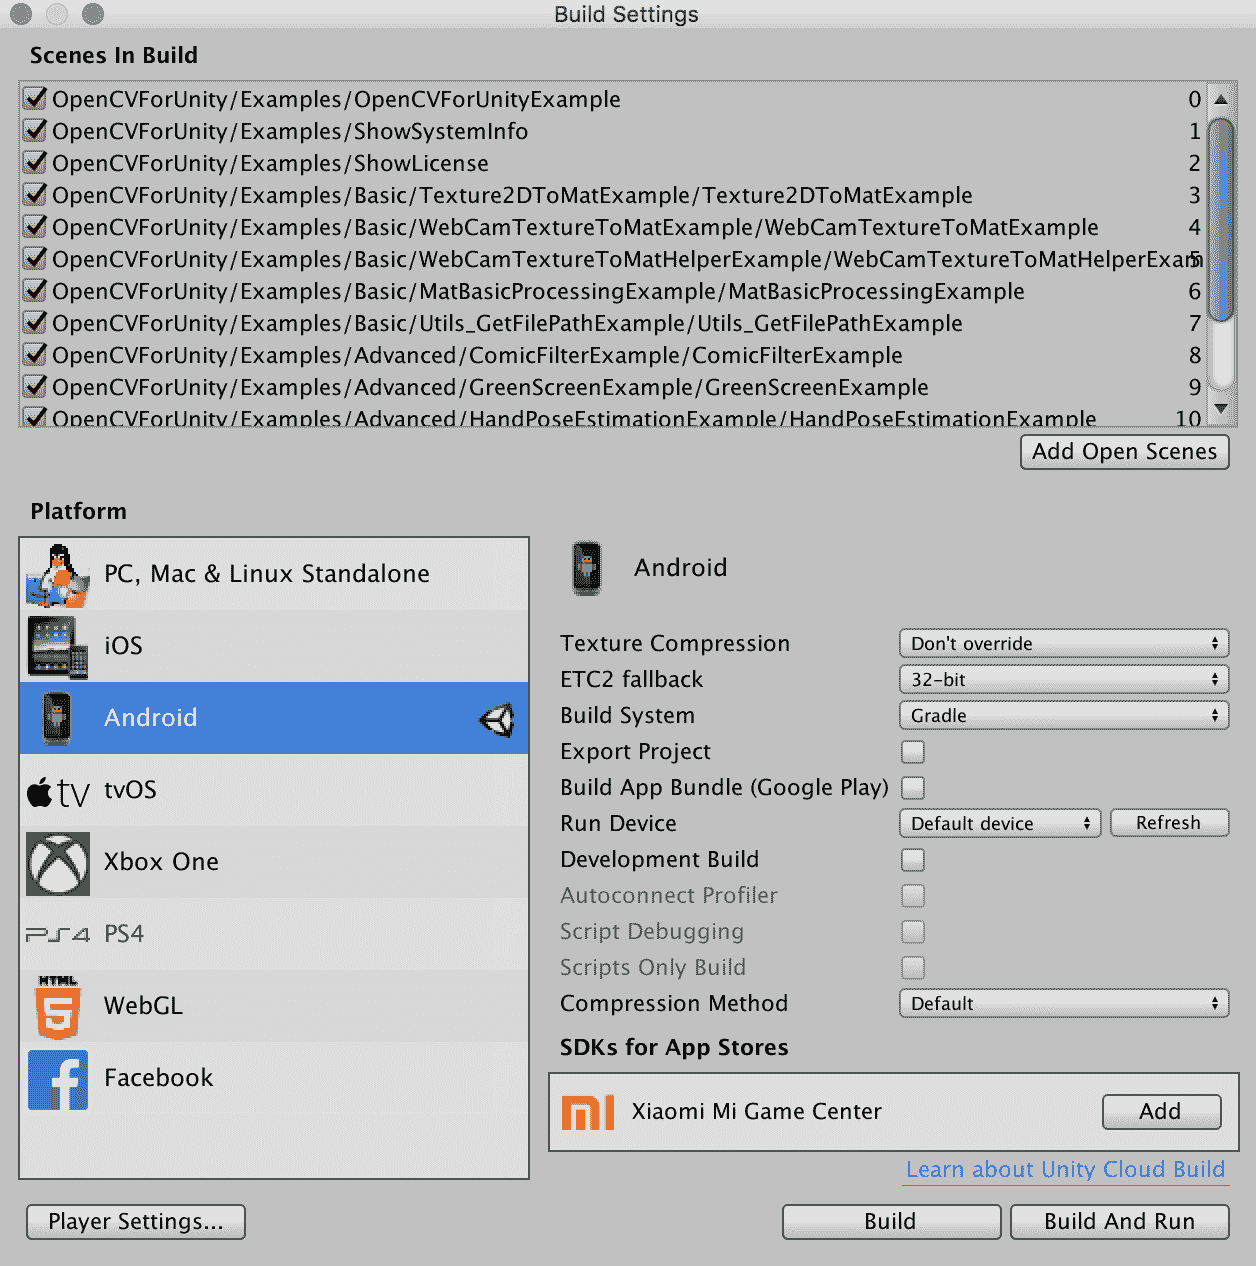 Build Settings
Scenes In Build
OpenCVForUnity/Examples/OpenCVForUnityExample 0
OpenCVForUnity/Examples/ShowSystemInfo 1
OpenCVForUnity/Examples/ShowLicense 2
OpenCVForUnity/Examples/Basic/Texture2DToMatExample/Texture2DToMatExample 3
OpenCVForUnity/Examples/Basic/WebCamTextureToMatExample/WebCamTextureToMatExample 4
OpenCVForUnity/Examples/Basic/WebCamTextureToMatHelperExample/WebCamTextureToMatHelperExam 5
OpenCVForUnity/Examples/Basic/MatBasicProcessingExample/MatBasicProcessingExample 6
OpenCVForUnity/Examples/Basic/Utils_GetFilePathExample/Utils_GetFilePathExample 7
OpenCVForUnity/Examples/Advanced/ComicFilterExample/ComicFilterExample 8
OpenCVForUnity/Examples/Advanced/GreenScreenExample/GreenScreenExample 9
OpenCVForUnity/Examples/Advanced/HandPoseEstimationExample/HandPoseEstimationExample 10
Add Open Scenes
Platform
PC, Mac & Linux Standalone
iOS
Android
tv tvOS
Xbox One
PS4 PS4
HTML 5 WebGL
f Facebook
Android
Texture Compression Don't override
ETC2 fallback 32-bit
Build System Gradle
Export Project
Build App Bundle (Google Play)
Run Device Default device Refresh
Development Build
Autoconnect Profiler
Script Debugging
Scripts Only Build
Compression Method Default
SDKs for App Stores
mi Xiaomi Mi Game Center Add
Learn about Unity Cloud Build
Player Settings... Build Build And Run